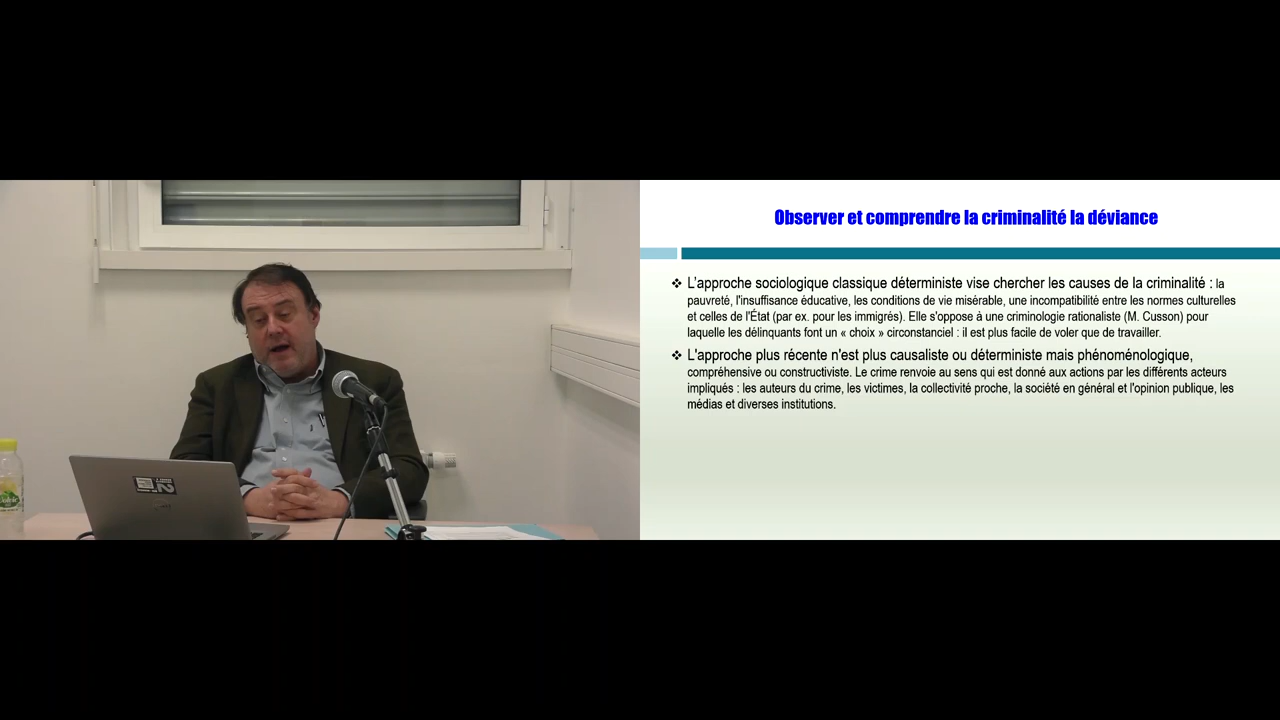 Observer et comprendre la criminalité la déviance
❖ L'approche sociologique classique déterministe vise chercher les causes de la criminalité : la
pauvreté, l'insuffisance éducative, les conditions de vie misérable, une incompatibilité entre les normes culturelles
et celles de l'État (par ex. pour les immigrés). Elle s'oppose à une criminologie rationaliste (M. Cusson) pour
laquelle les délinquants font un « choix » circonstanciel : il est plus facile de voler que de travailler.
❖ L'approche plus récente n'est plus causaliste ou déterministe mais phénoménologique,
compréhensive ou constructiviste. Le crime renvoie au sens qui est donné aux actions par les différents acteurs
impliqués : les auteurs du crime, les victimes, la collectivité proche, la société en général et l'opinion publique, les
médias et diverses institutions.